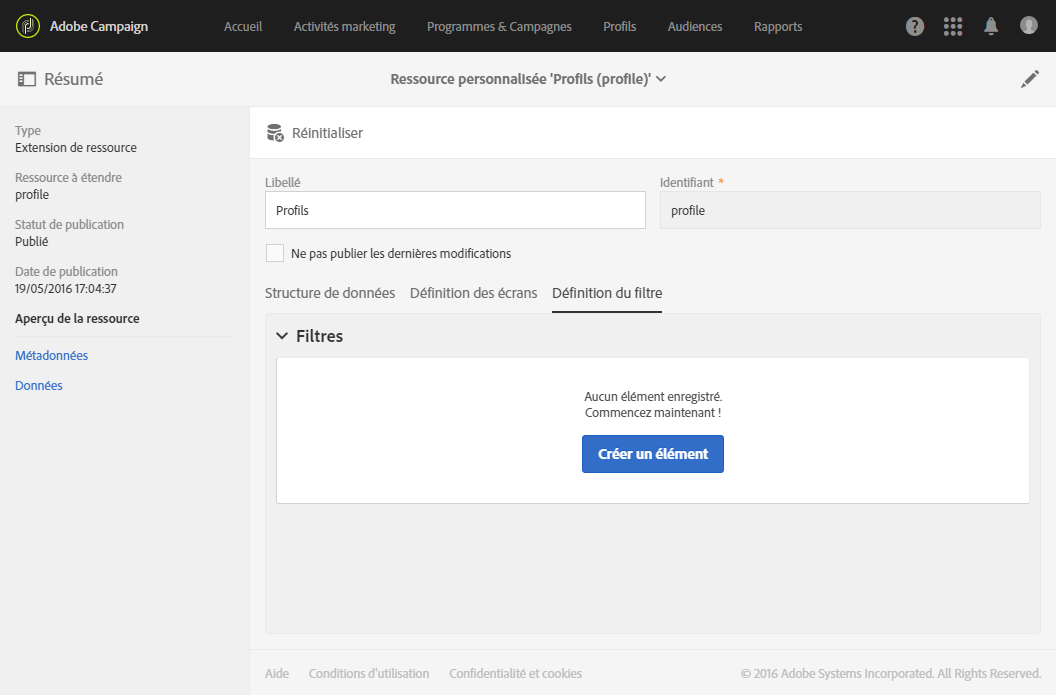 Adobe Campaign
Accueil
Activités marketing
Programmes & Campagnes
Profils
Audiences
Rapports
?
Résumé
Ressource personnalisée 'Profils (profile)'
Type
Extension de ressource
Ressource à étendre
profile
Statut de publication
Publié
Date de publication
19/05/2016 17:04:37
Aperçu de la ressource
Métadonnées
Données
Réinitialiser
Libellé
Profils
Identifiant *
profile
Ne pas publier les dernières modifications
Structure de données
Définition des écrans
Définition du filtre
Filtres
Aucun élément enregistré.
Commencez maintenant !
Créer un élément
Aide
Conditions d'utilisation
Confidentialité et cookies
© 2016 Adobe Systems Incorporated. All Rights Reserved.